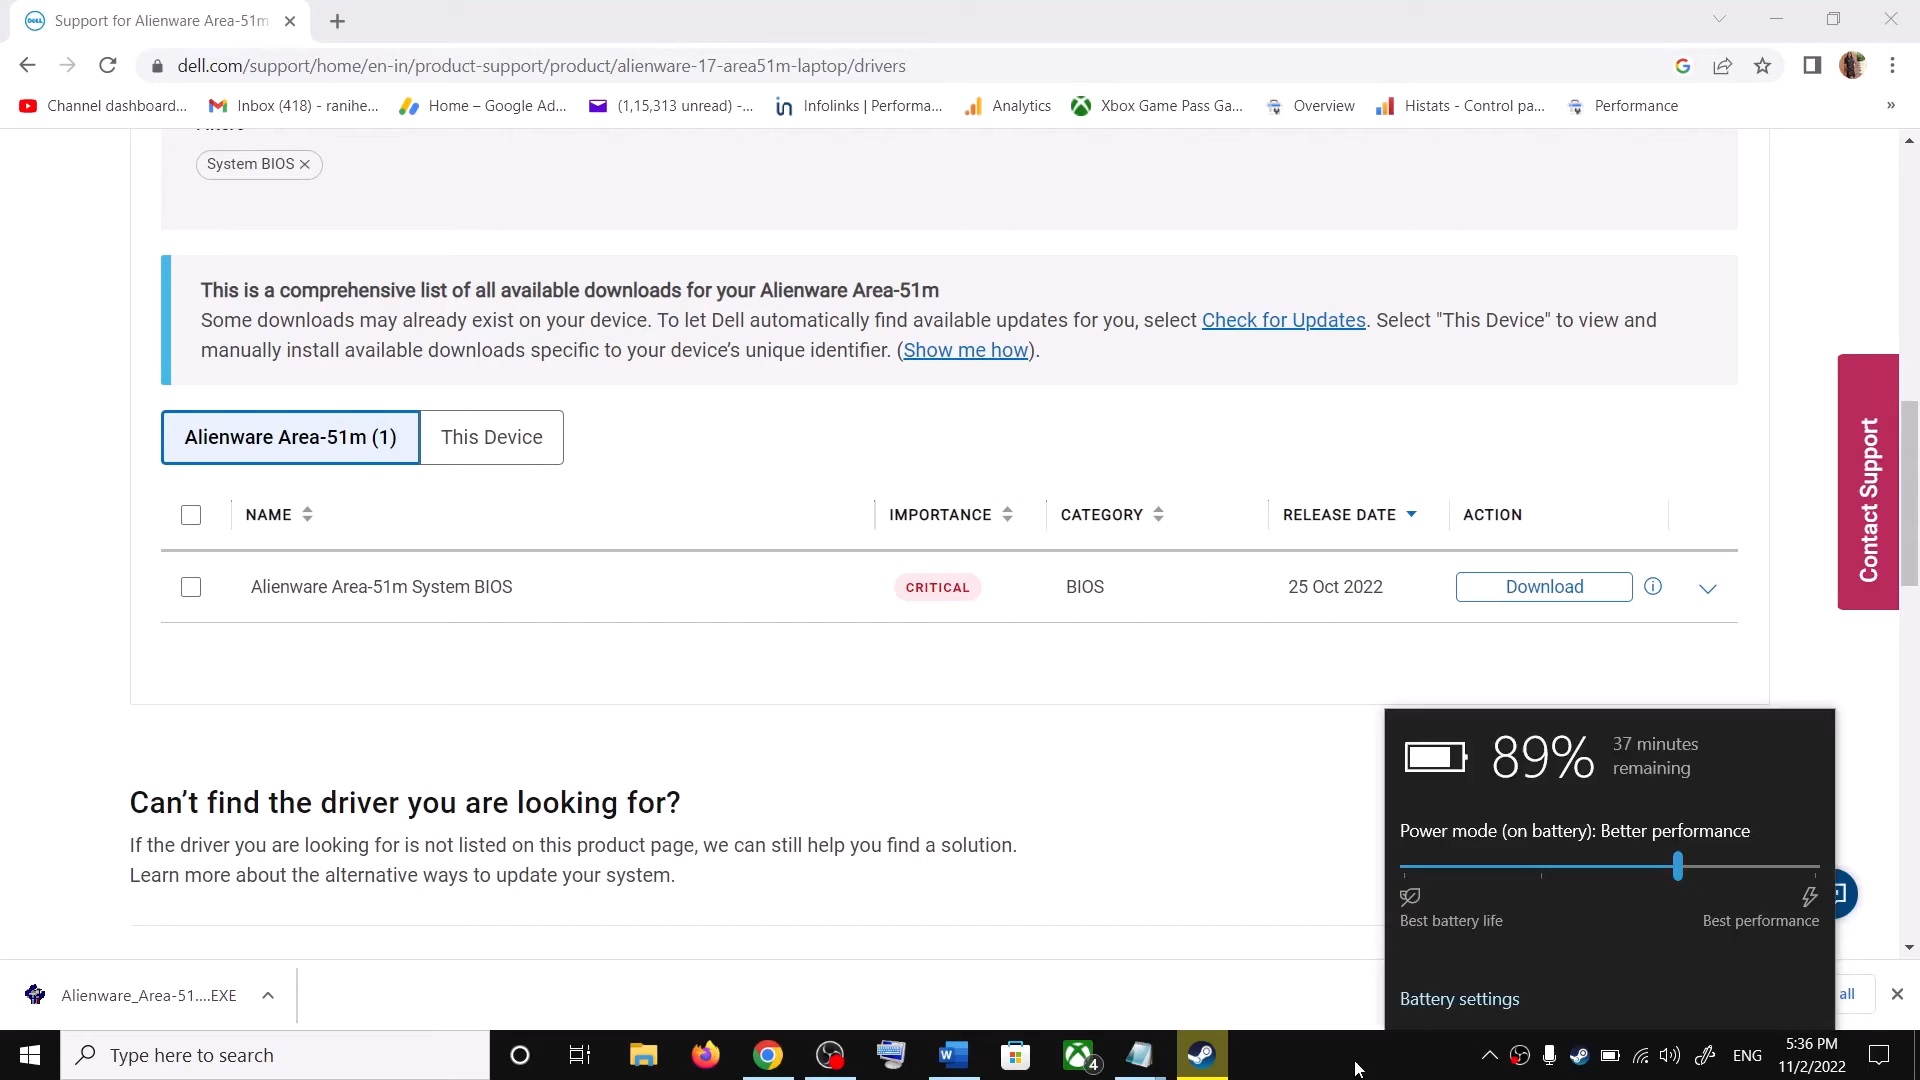 Support for Alienware Area-51m
dell.com/support/home/en-in/product-support/product/alienware-17-area51m-laptop/drivers
Channel dashboard...
Inbox (418) - ranihe...
Home – Google Ad...
(1,15,313 unread) -...
Infolinks | Performa...
Analytics
Xbox Game Pass Ga...
Overview
Histats - Control pa...
Performance
»
System BIOS
This is a comprehensive list of all available downloads for your Alienware Area-51m
Some downloads may already exist on your device. To let Dell automatically find available updates for you, select Check for Updates. Select "This Device" to view and
manually install available downloads specific to your device’s unique identifier. (Show me how).
Contact Support
Alienware Area-51m (1)
This Device
NAME
IMPORTANCE
CATEGORY
RELEASE DATE
ACTION
Alienware Area-51m System BIOS
CRITICAL
BIOS
25 Oct 2022
Download
Can’t find the driver you are looking for?
If the driver you are looking for is not listed on this product page, we can still help you find a solution.
Learn more about the alternative ways to update your system.
89%
37 minutes
remaining
Power mode (on battery): Better performance
Best battery life
Best performance
Battery settings
Alienware_Area-51....EXE
all
Type here to search
4
ENG
5:36 PM
11/2/2022